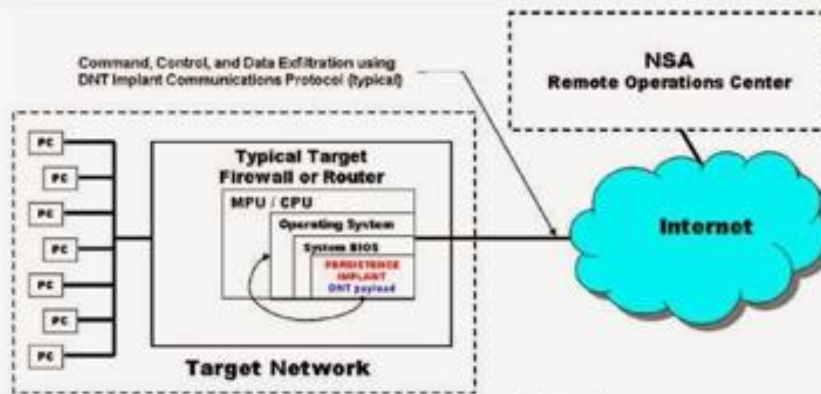 Command, Control, and Data Exfiltration using
DNT Implant Communications Protocol (typical)
NSA
Remote Operations Center
PC
PC
PC
PC
PC
PC
PC
Typical Target
Firewall or Router
MPU / CPU
Operating System
System BIOS
PERSISTENCE
IMPLANT
DNT payload
Internet
Target Network